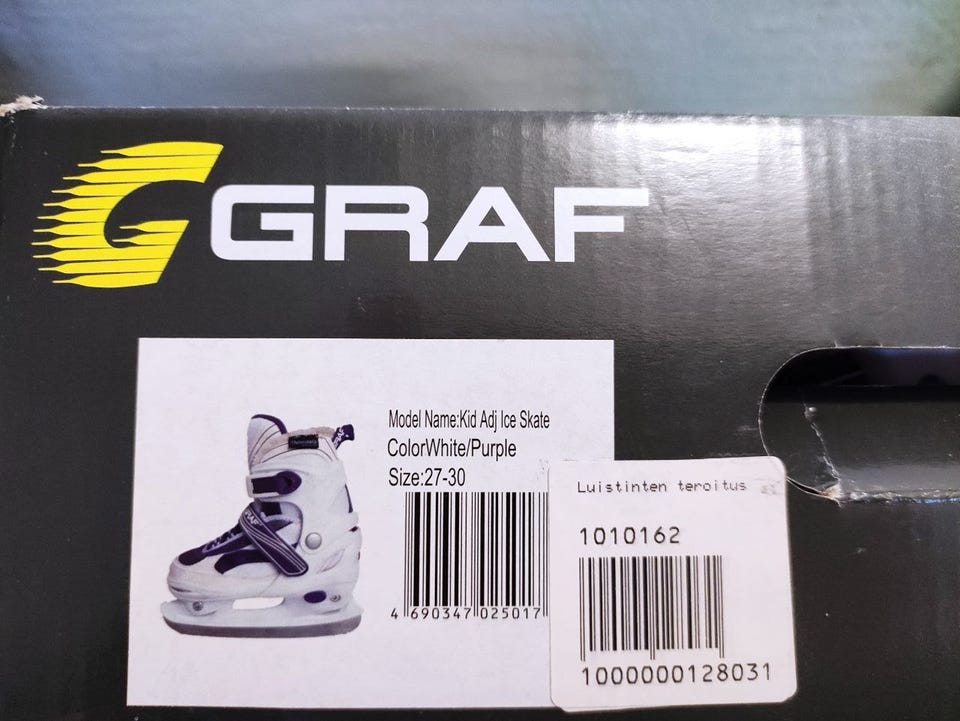 GRAF
Model Name:Kid Adj Ice Skate
ColorWhite/Purple
Size:27-30
4 690347 025017
GRAF
Luistinten teroitus
1010162
1000000128031